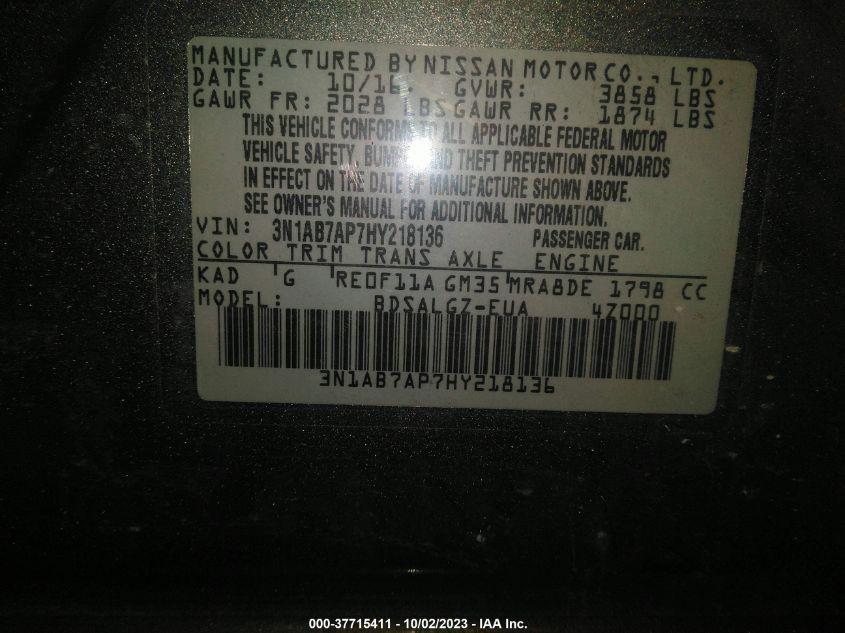 MANUFACTURED BY NISSAN MOTOR CO., LTD.
DATE: 10/16 GVWR: 3858 LBS
GAWR FR: 2028 LBS GAWR RR: 1874 LBS
THIS VEHICLE CONFORMS TO ALL APPLICABLE FEDERAL MOTOR
VEHICLE SAFETY, AND THEFT PREVENTION STANDARDS
IN EFFECT ON THE DATE OF MANUFACTURE SHOWN ABOVE.
SEE OWNER'S MANUAL FOR ADDITIONAL INFORMATION.
VIN: 3N1AB7AP7HY218136 PASSENGER CAR.
COLOR TRIM TRANS AXLE ENGINE
KAD G RE0F11A GM35 MRA8DE 1798 CC
MODEL: BDSALGZ-EUA 47000
3N1AB7AP7HY218136
000-37715411 - 10/02/2023 - IAA Inc.